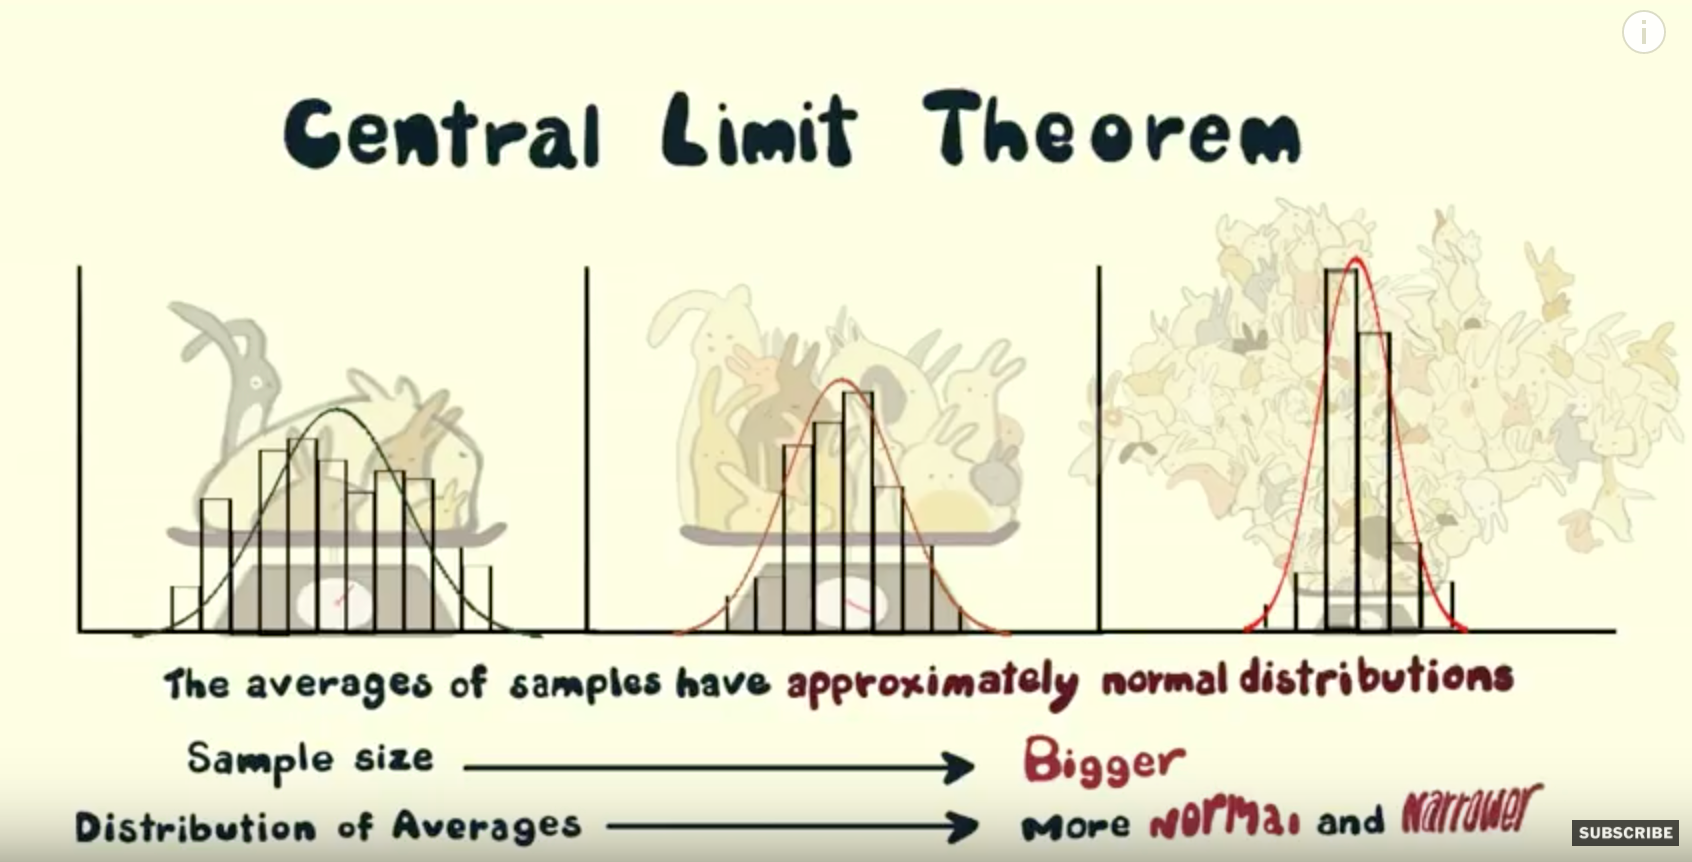 Central Limit Theorem
The averages of samples have approximately normal distributions
Sample size Bigger
Distribution of Averages More Normal and Narrower
SUBSCRIBE